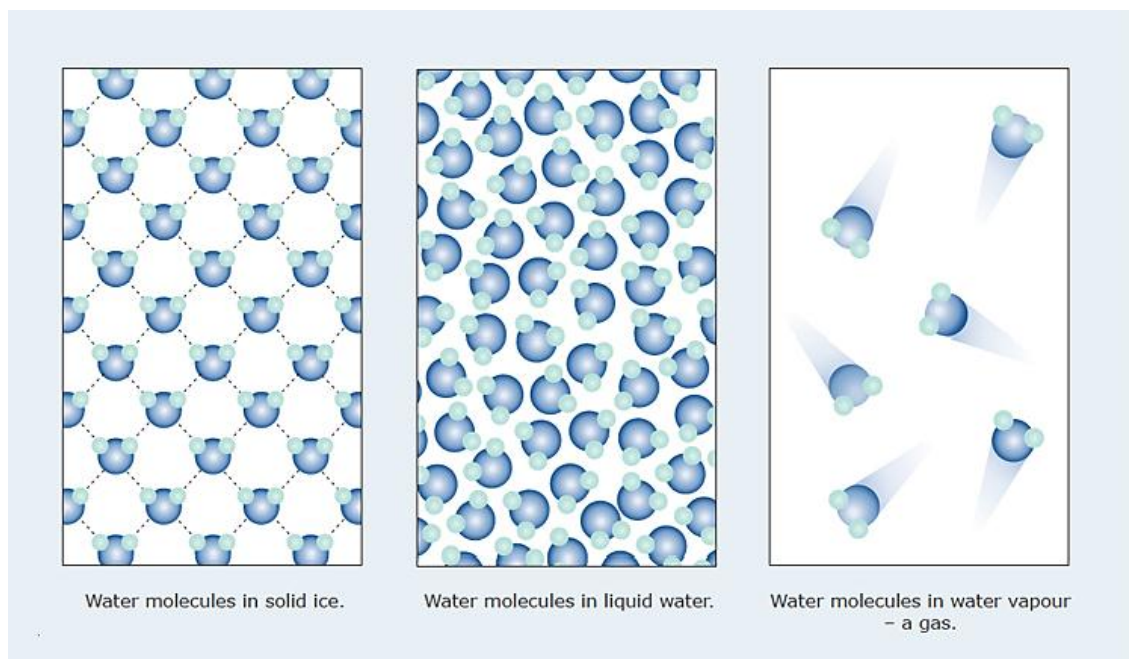 Water molecules in solid ice.
Water molecules in liquid water.
Water molecules in water vapour
– a gas.